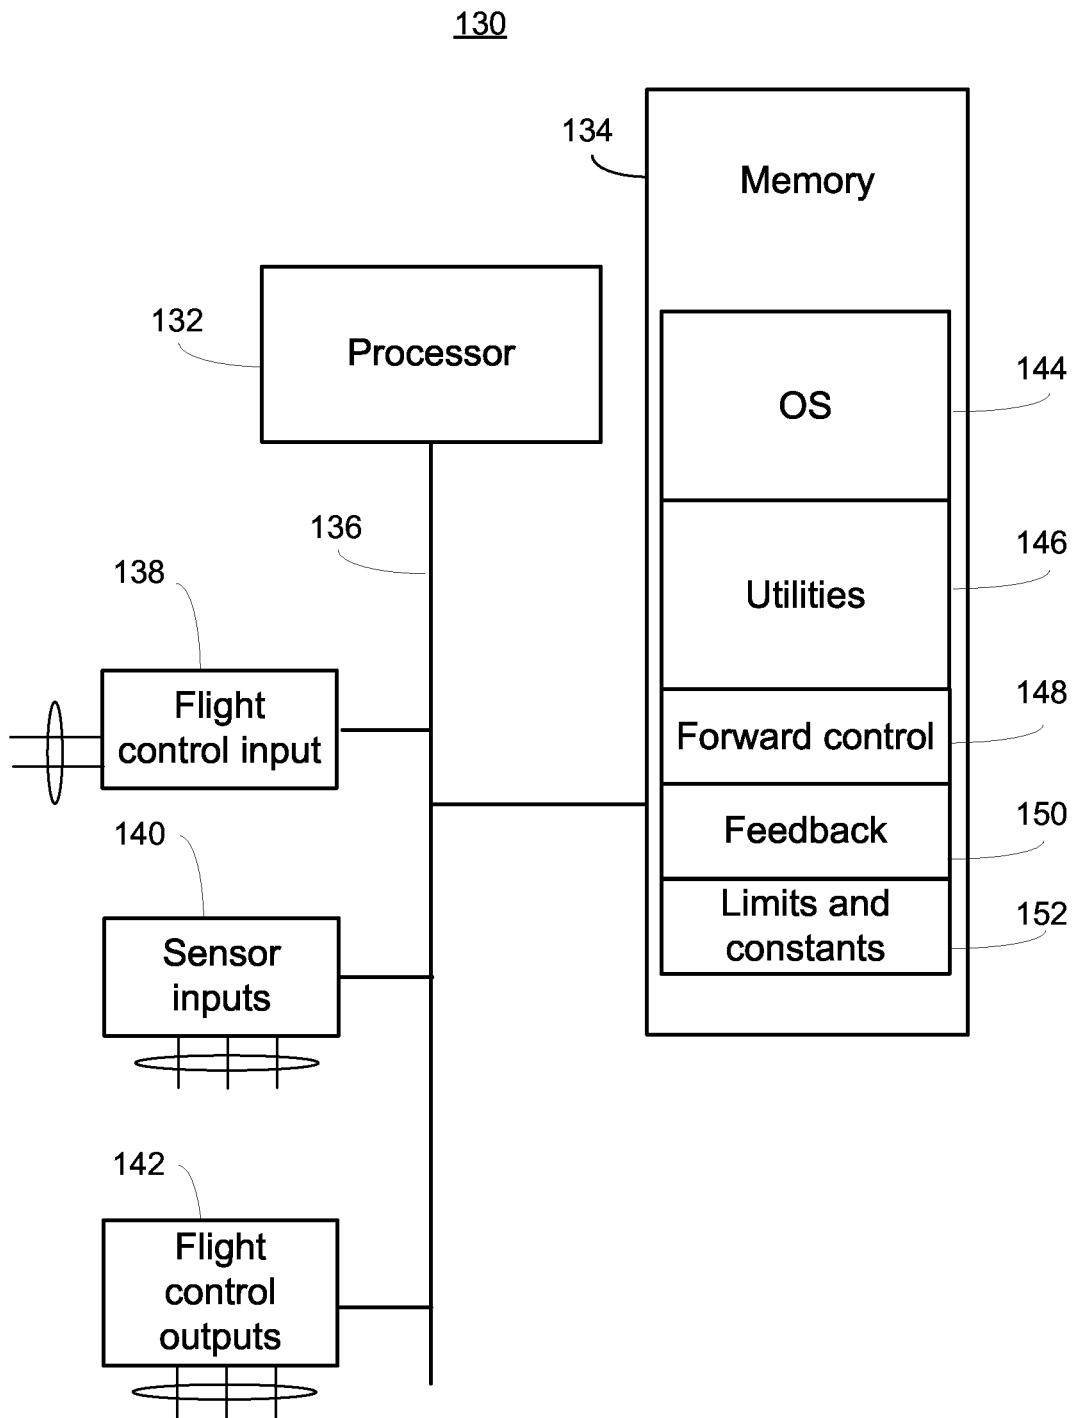 130
134
Memory
132
Processor
144
OS
136
146
138
Utilities
Flight
control input
148
Forward control
140
150
Feedback
Limits and
constants
152
Sensor
inputs
142
Flight
control
outputs